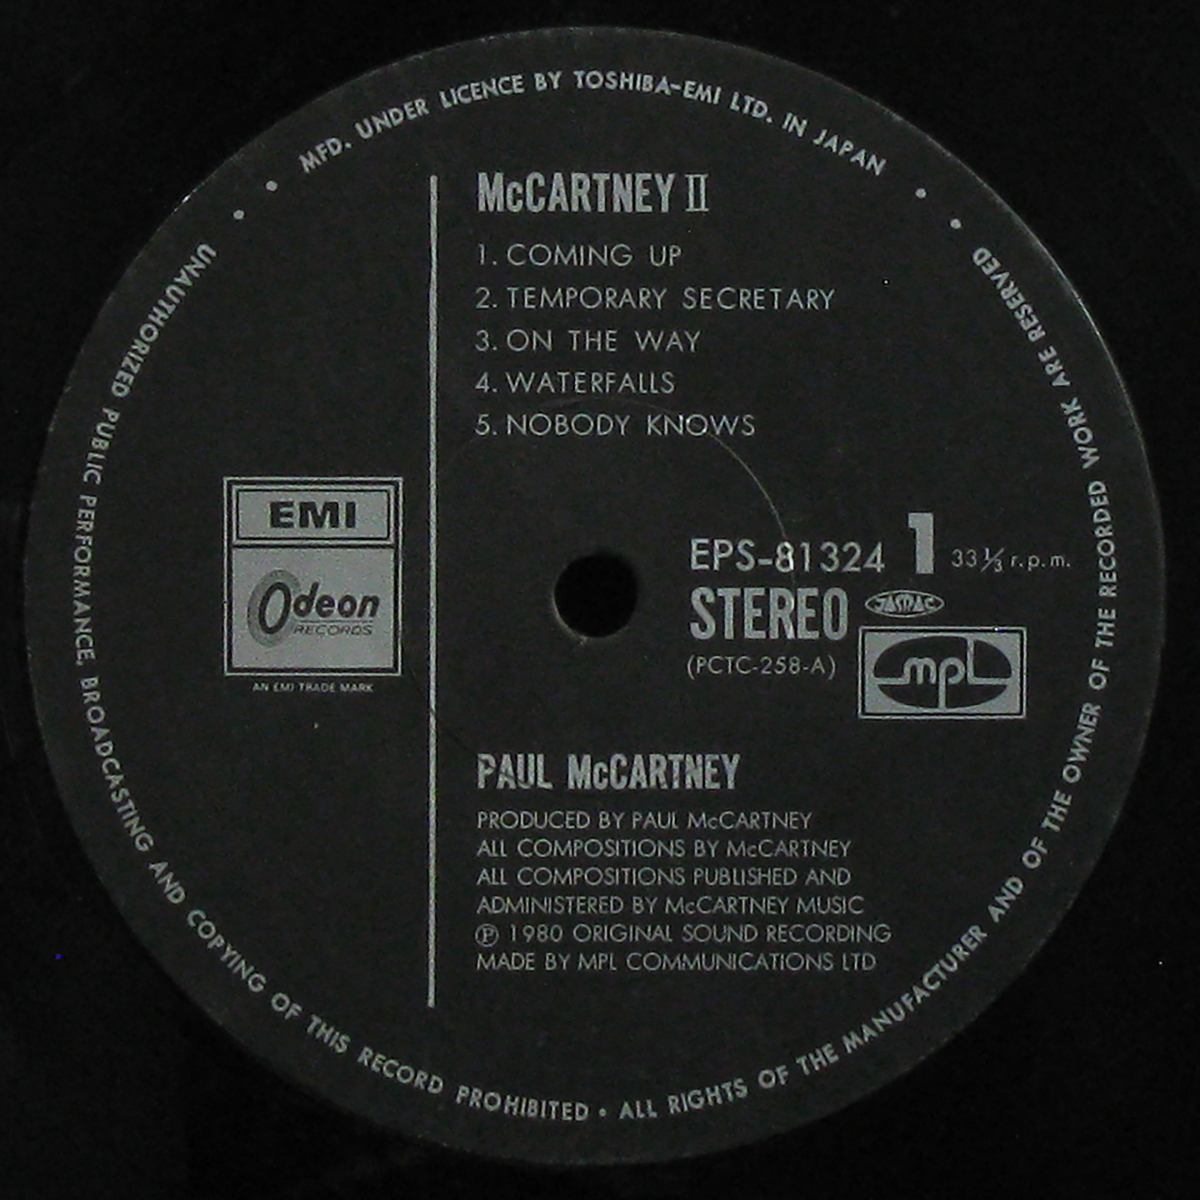 MFD. UNDER LICENCE BY TOSHIBA-EMI LTD. IN JAPAN
McCARTNEY II
1. COMING UP
2. TEMPORARY SECRETARY
3. ON THE WAY
4. WATERFALLS
5. NOBODY KNOWS
EMI
Odeon
RECORDS
AN EMI TRADE MARK
EPS-81324 1 33⅓ r.p.m.
STEREO JASRAC
(PCTC-258-A)
mpl
PAUL McCARTNEY
PRODUCED BY PAUL McCARTNEY
ALL COMPOSITIONS BY McCARTNEY
ALL COMPOSITIONS PUBLISHED AND
ADMINISTERED BY McCARTNEY MUSIC
℗ 1980 ORIGINAL SOUND RECORDING
MADE BY MPL COMMUNICATIONS LTD
UNAUTHORIZED PUBLIC PERFORMANCE, BROADCASTING AND COPYING OF THIS RECORD PROHIBITED • ALL RIGHTS OF THE MANUFACTURER AND OF THE OWNER OF THE RECORDED WORK ARE RESERVED